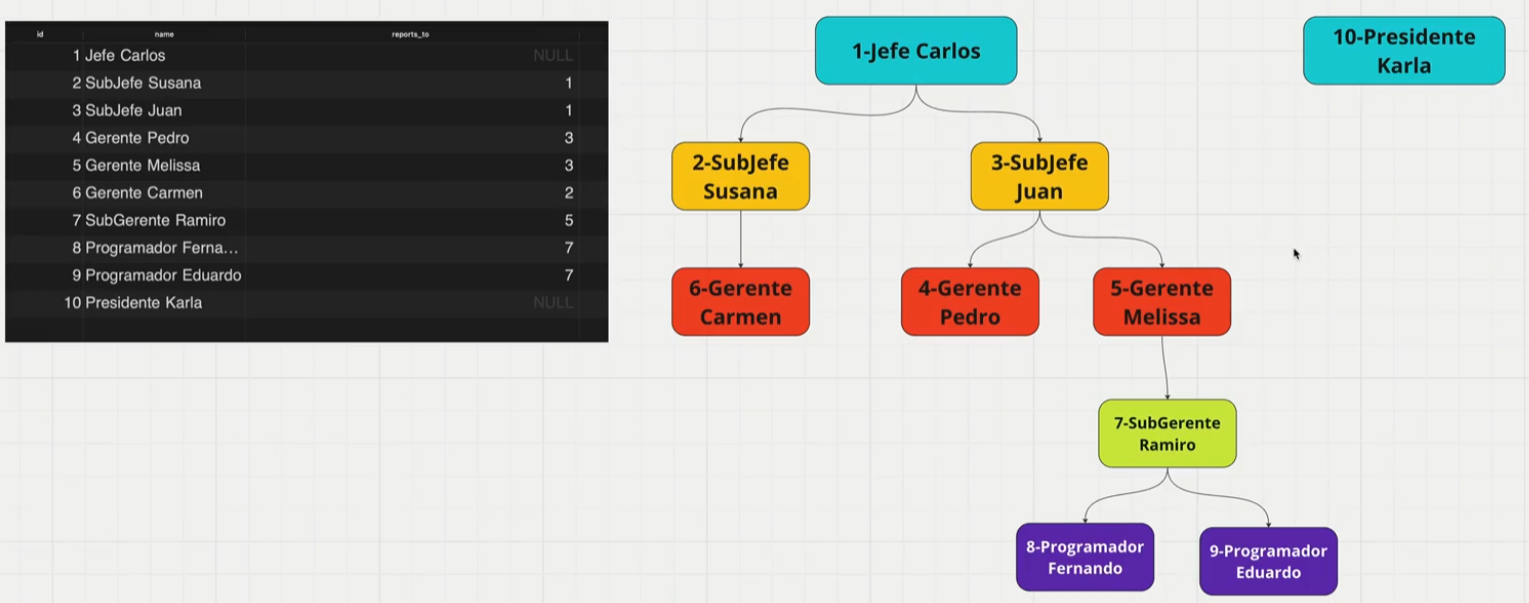 id name reports_to
1 Jefe Carlos NULL
2 SubJefe Susana 1
3 SubJefe Juan 1
4 Gerente Pedro 3
5 Gerente Melissa 3
6 Gerente Carmen 2
7 SubGerente Ramiro 5
8 Programador Ferna... 7
9 Programador Eduardo 7
10 Presidente Karla NULL
1-Jefe Carlos
10-Presidente
Karla
2-SubJefe
Susana
3-SubJefe
Juan
6-Gerente
Carmen
4-Gerente
Pedro
5-Gerente
Melissa
7-SubGerente
Ramiro
8-Programador
Fernando
9-Programador
Eduardo